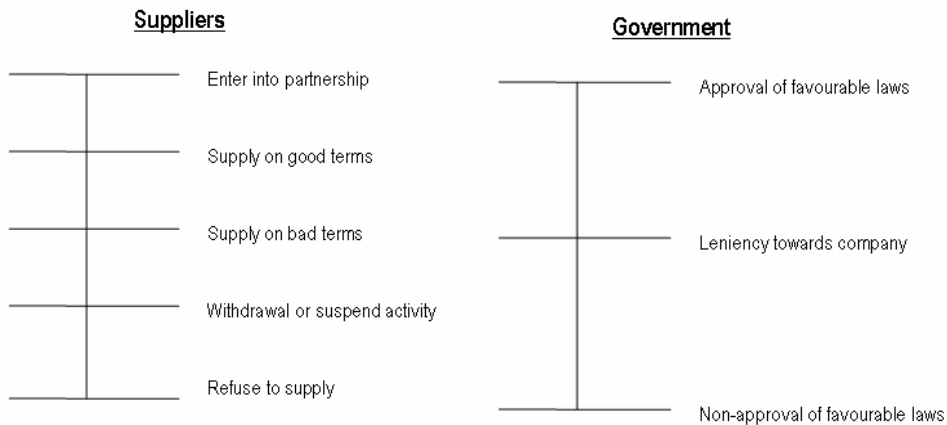 Suppliers
Enter into partnership
Supply on good terms
Supply on bad terms
Withdrawal or suspend activity
Refuse to supply
Government
Approval of favourable laws
Leniency towards company
Non-approval of favourable laws